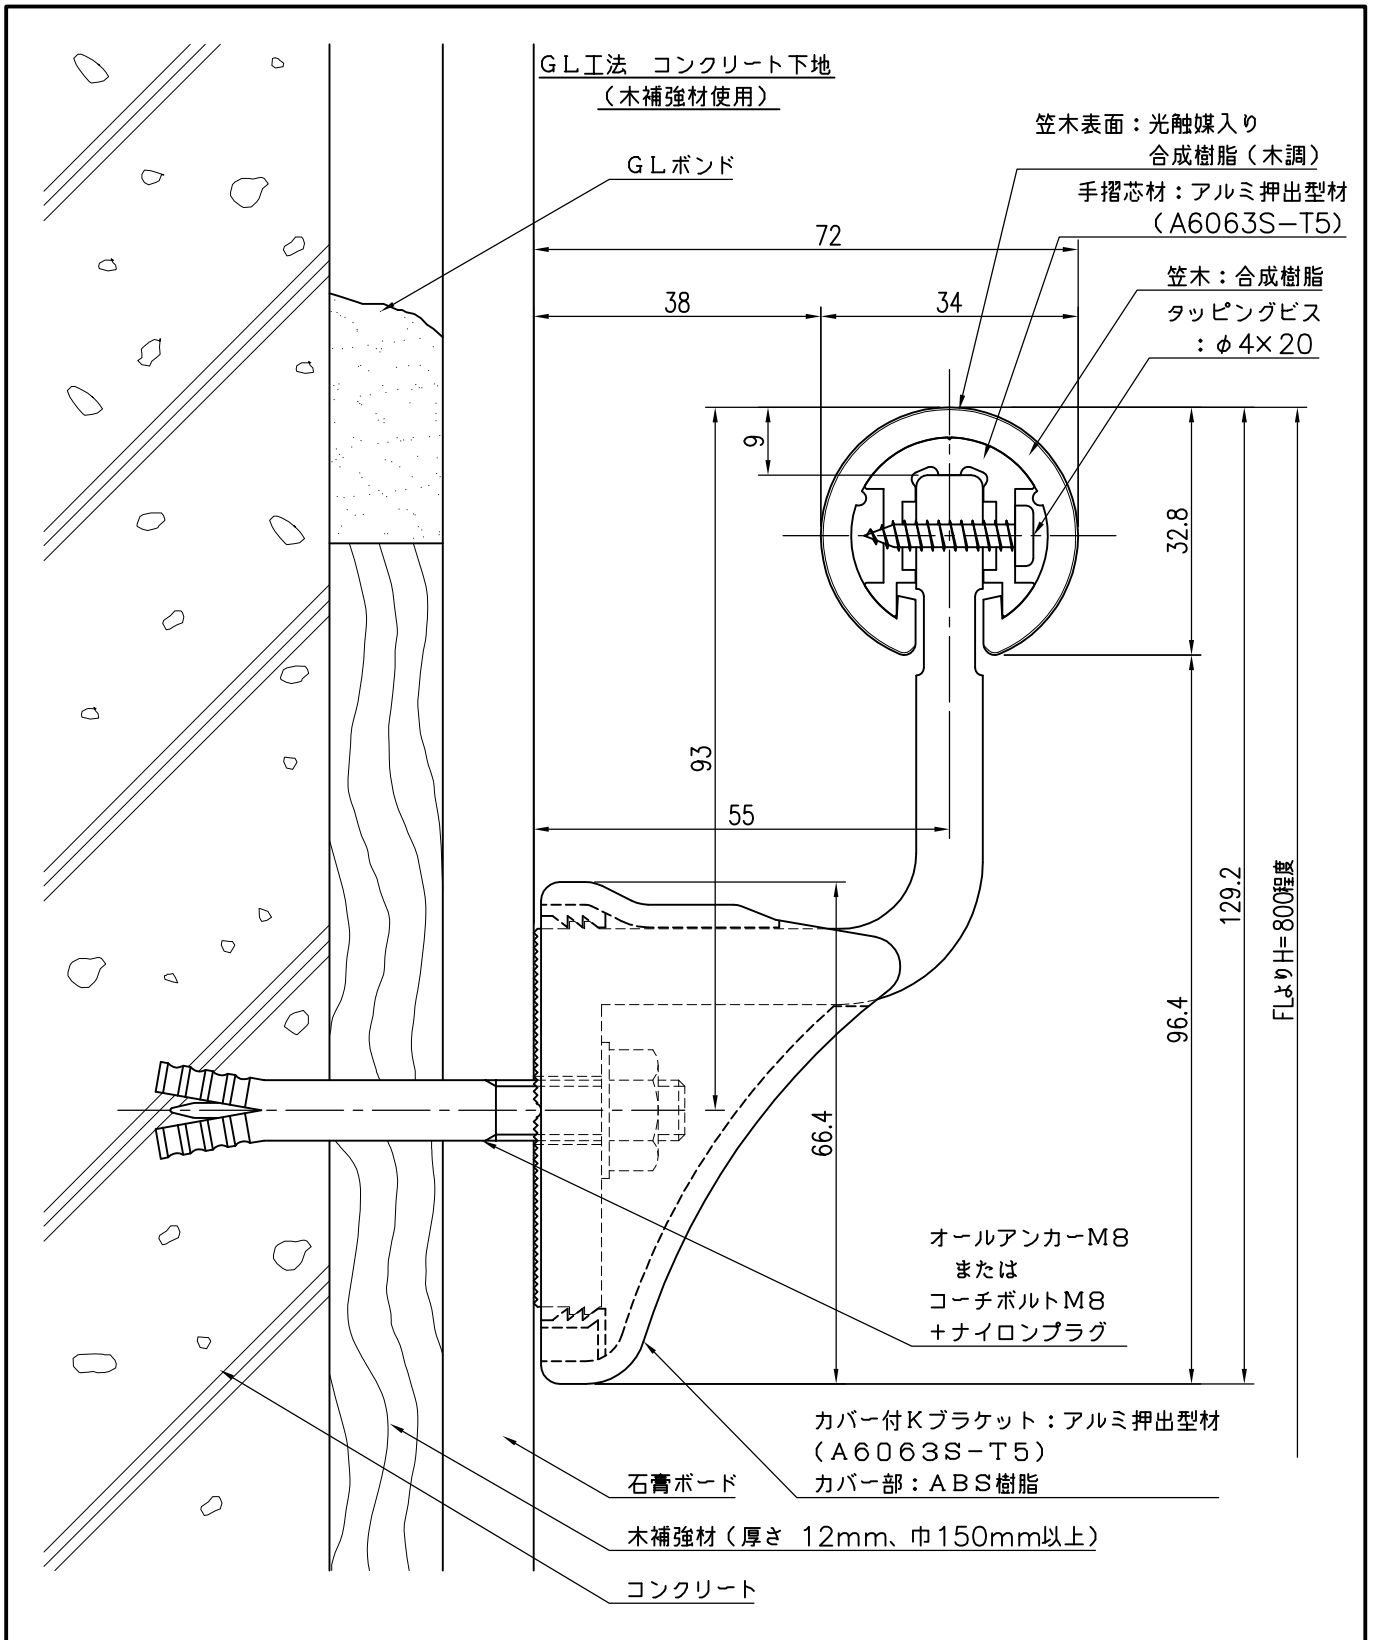 GL工法　コンクリート下地
（木補強材使用）
GLボンド
笠木表面：光触媒入り
合成樹脂（木調）
手摺芯材：アルミ押出型材
（A6063S−T5）
笠木：合成樹脂
タッピングビス
：φ4×20
72
38
34
9
32.8
93
55
129.2
FLよりH=800程度
96.4
66.4
オールアンカーM8
または
コーチボルトM8
＋ナイロンプラグ
カバー付Kブラケット：アルミ押出型材
（A6063S−T5）
カバー部：ABS樹脂
石膏ボード
木補強材（厚さ 12mm、巾150mm以上）
コンクリート